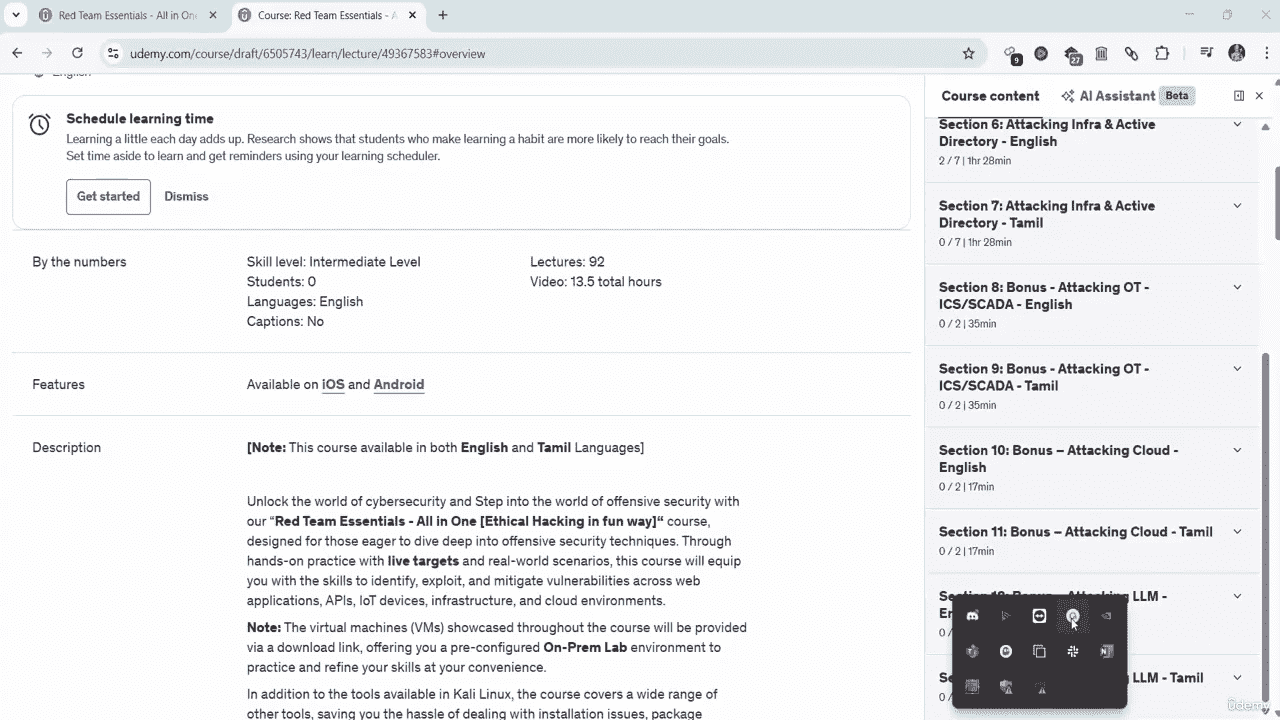 Red Team Essentials - All in One
Course: Red Team Essentials - A
udemy.com/course/draft/6505743/learn/lecture/49367583#overview
9
27
English
Schedule learning time
Learning a little each day adds up. Research shows that students who make learning a habit are more likely to reach their goals.
Set time aside to learn and get reminders using your learning scheduler.
Get started
Dismiss
By the numbers
Skill level: Intermediate Level
Students: 0
Languages: English
Captions: No
Lectures: 92
Video: 13.5 total hours
Features
Available on iOS and Android
Description
[Note: This course available in both English and Tamil Languages]
Unlock the world of cybersecurity and Step into the world of offensive security with
our “Red Team Essentials - All in One [Ethical Hacking in fun way]“ course,
designed for those eager to dive deep into offensive security techniques. Through
hands-on practice with live targets and real-world scenarios, this course will equip
you with the skills to identify, exploit, and mitigate vulnerabilities across web
applications, APIs, IoT devices, infrastructure, and cloud environments.
Note: The virtual machines (VMs) showcased throughout the course will be provided
via a download link, offering you a pre-configured On-Prem Lab environment to
practice and refine your skills at your convenience.
In addition to the tools available in Kali Linux, the course covers a wide range of
other tools, saving you the hassle of dealing with installation issues, package
Course content
AI Assistant Beta
Section 6: Attacking Infra & Active
Directory - English
2 / 7 | 1hr 28min
Section 7: Attacking Infra & Active
Directory - Tamil
0 / 7 | 1hr 28min
Section 8: Bonus - Attacking OT -
ICS/SCADA - English
0 / 2 | 35min
Section 9: Bonus - Attacking OT -
ICS/SCADA - Tamil
0 / 2 | 35min
Section 10: Bonus – Attacking Cloud -
English
0 / 2 | 17min
Section 11: Bonus – Attacking Cloud - Tamil
0 / 2 | 17min
LLM -
LLM - Tamil
Udemy